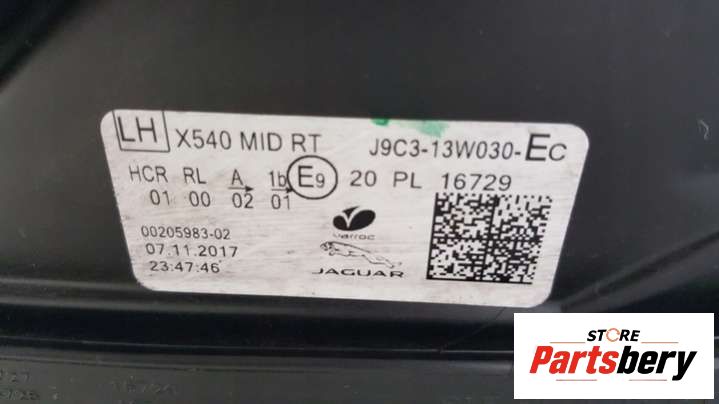 LH X540 MID RT J9C3-13W030-EC
HCR RL A 1b E9 20 PL 16729
01 00 02 01
00205983-02
07.11.2017
23:47:46
varroc
JAGUAR
STORE
Partsbery